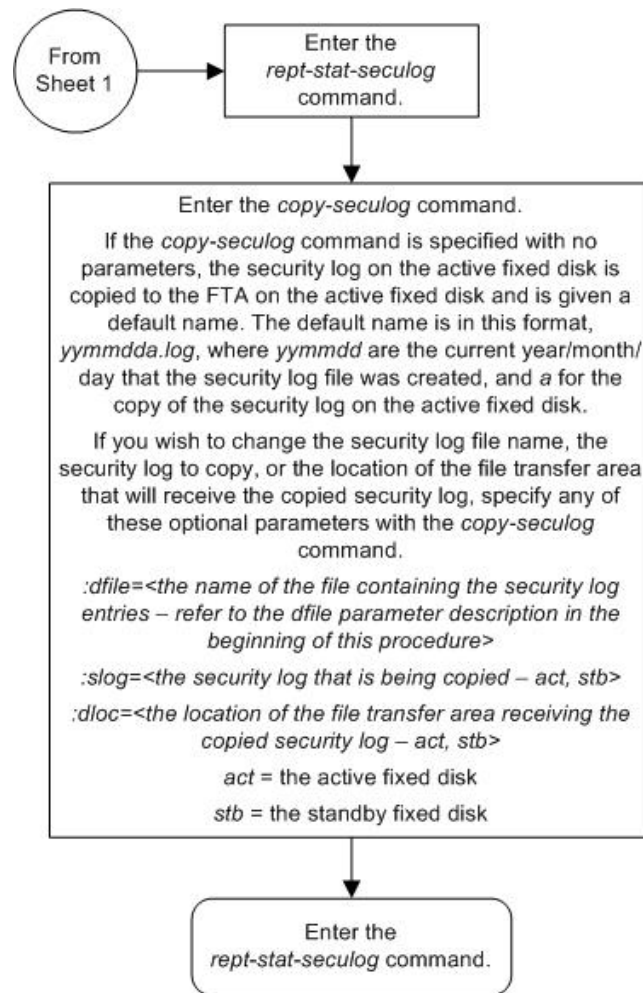 From
Sheet 1
Enter the
rept-stat-seculog
command.
Enter the copy-seculog command.
If the copy-seculog command is specified with no
parameters, the security log on the active fixed disk is
copied to the FTA on the active fixed disk and is given a
default name. The default name is in this format,
yymmdda.log, where yymmdd are the current year/month/
day that the security log file was created, and a for the
copy of the security log on the active fixed disk.
If you wish to change the security log file name, the
security log to copy, or the location of the file transfer area
that will receive the copied security log, specify any of
these optional parameters with the copy-seculog
command.
:dfile=<the name of the file containing the security log
entries – refer to the dfile parameter description in the
beginning of this procedure>
:slog=<the security log that is being copied – act, stb>
:dloc=<the location of the file transfer area receiving the
copied security log – act, stb>
act = the active fixed disk
stb = the standby fixed disk
Enter the
rept-stat-seculog
command.